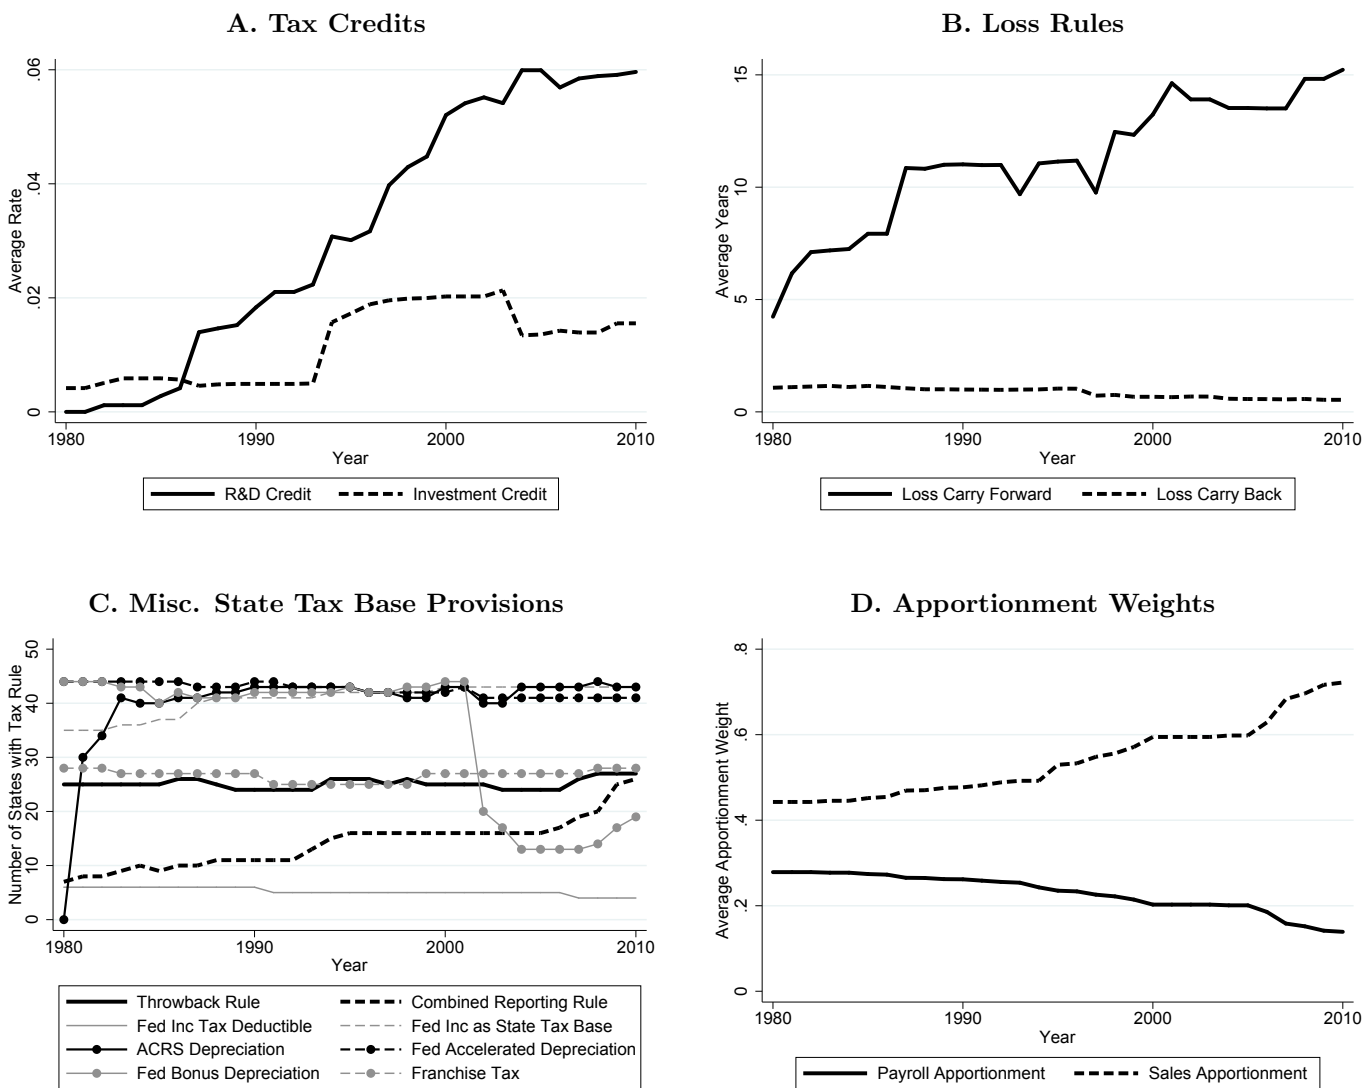 A. Tax Credits
Average Rate
0 .02 .04 .06
1980 1990 2000 2010
Year
R&D Credit Investment Credit
B. Loss Rules
Average Years
0 5 10 15
1980 1990 2000 2010
Year
Loss Carry Forward Loss Carry Back
C. Misc. State Tax Base Provisions
Number of States with Tax Rule
0 10 20 30 40 50
1980 1990 2000 2010
Year
Throwback Rule Combined Reporting Rule
Fed Inc Tax Deductible Fed Inc as State Tax Base
ACRS Depreciation Fed Accelerated Depreciation
Fed Bonus Depreciation Franchise Tax
D. Apportionment Weights
Average Apportionment Weight
0 .2 .4 .6 .8
1980 1990 2000 2010
Year
Payroll Apportionment Sales Apportionment